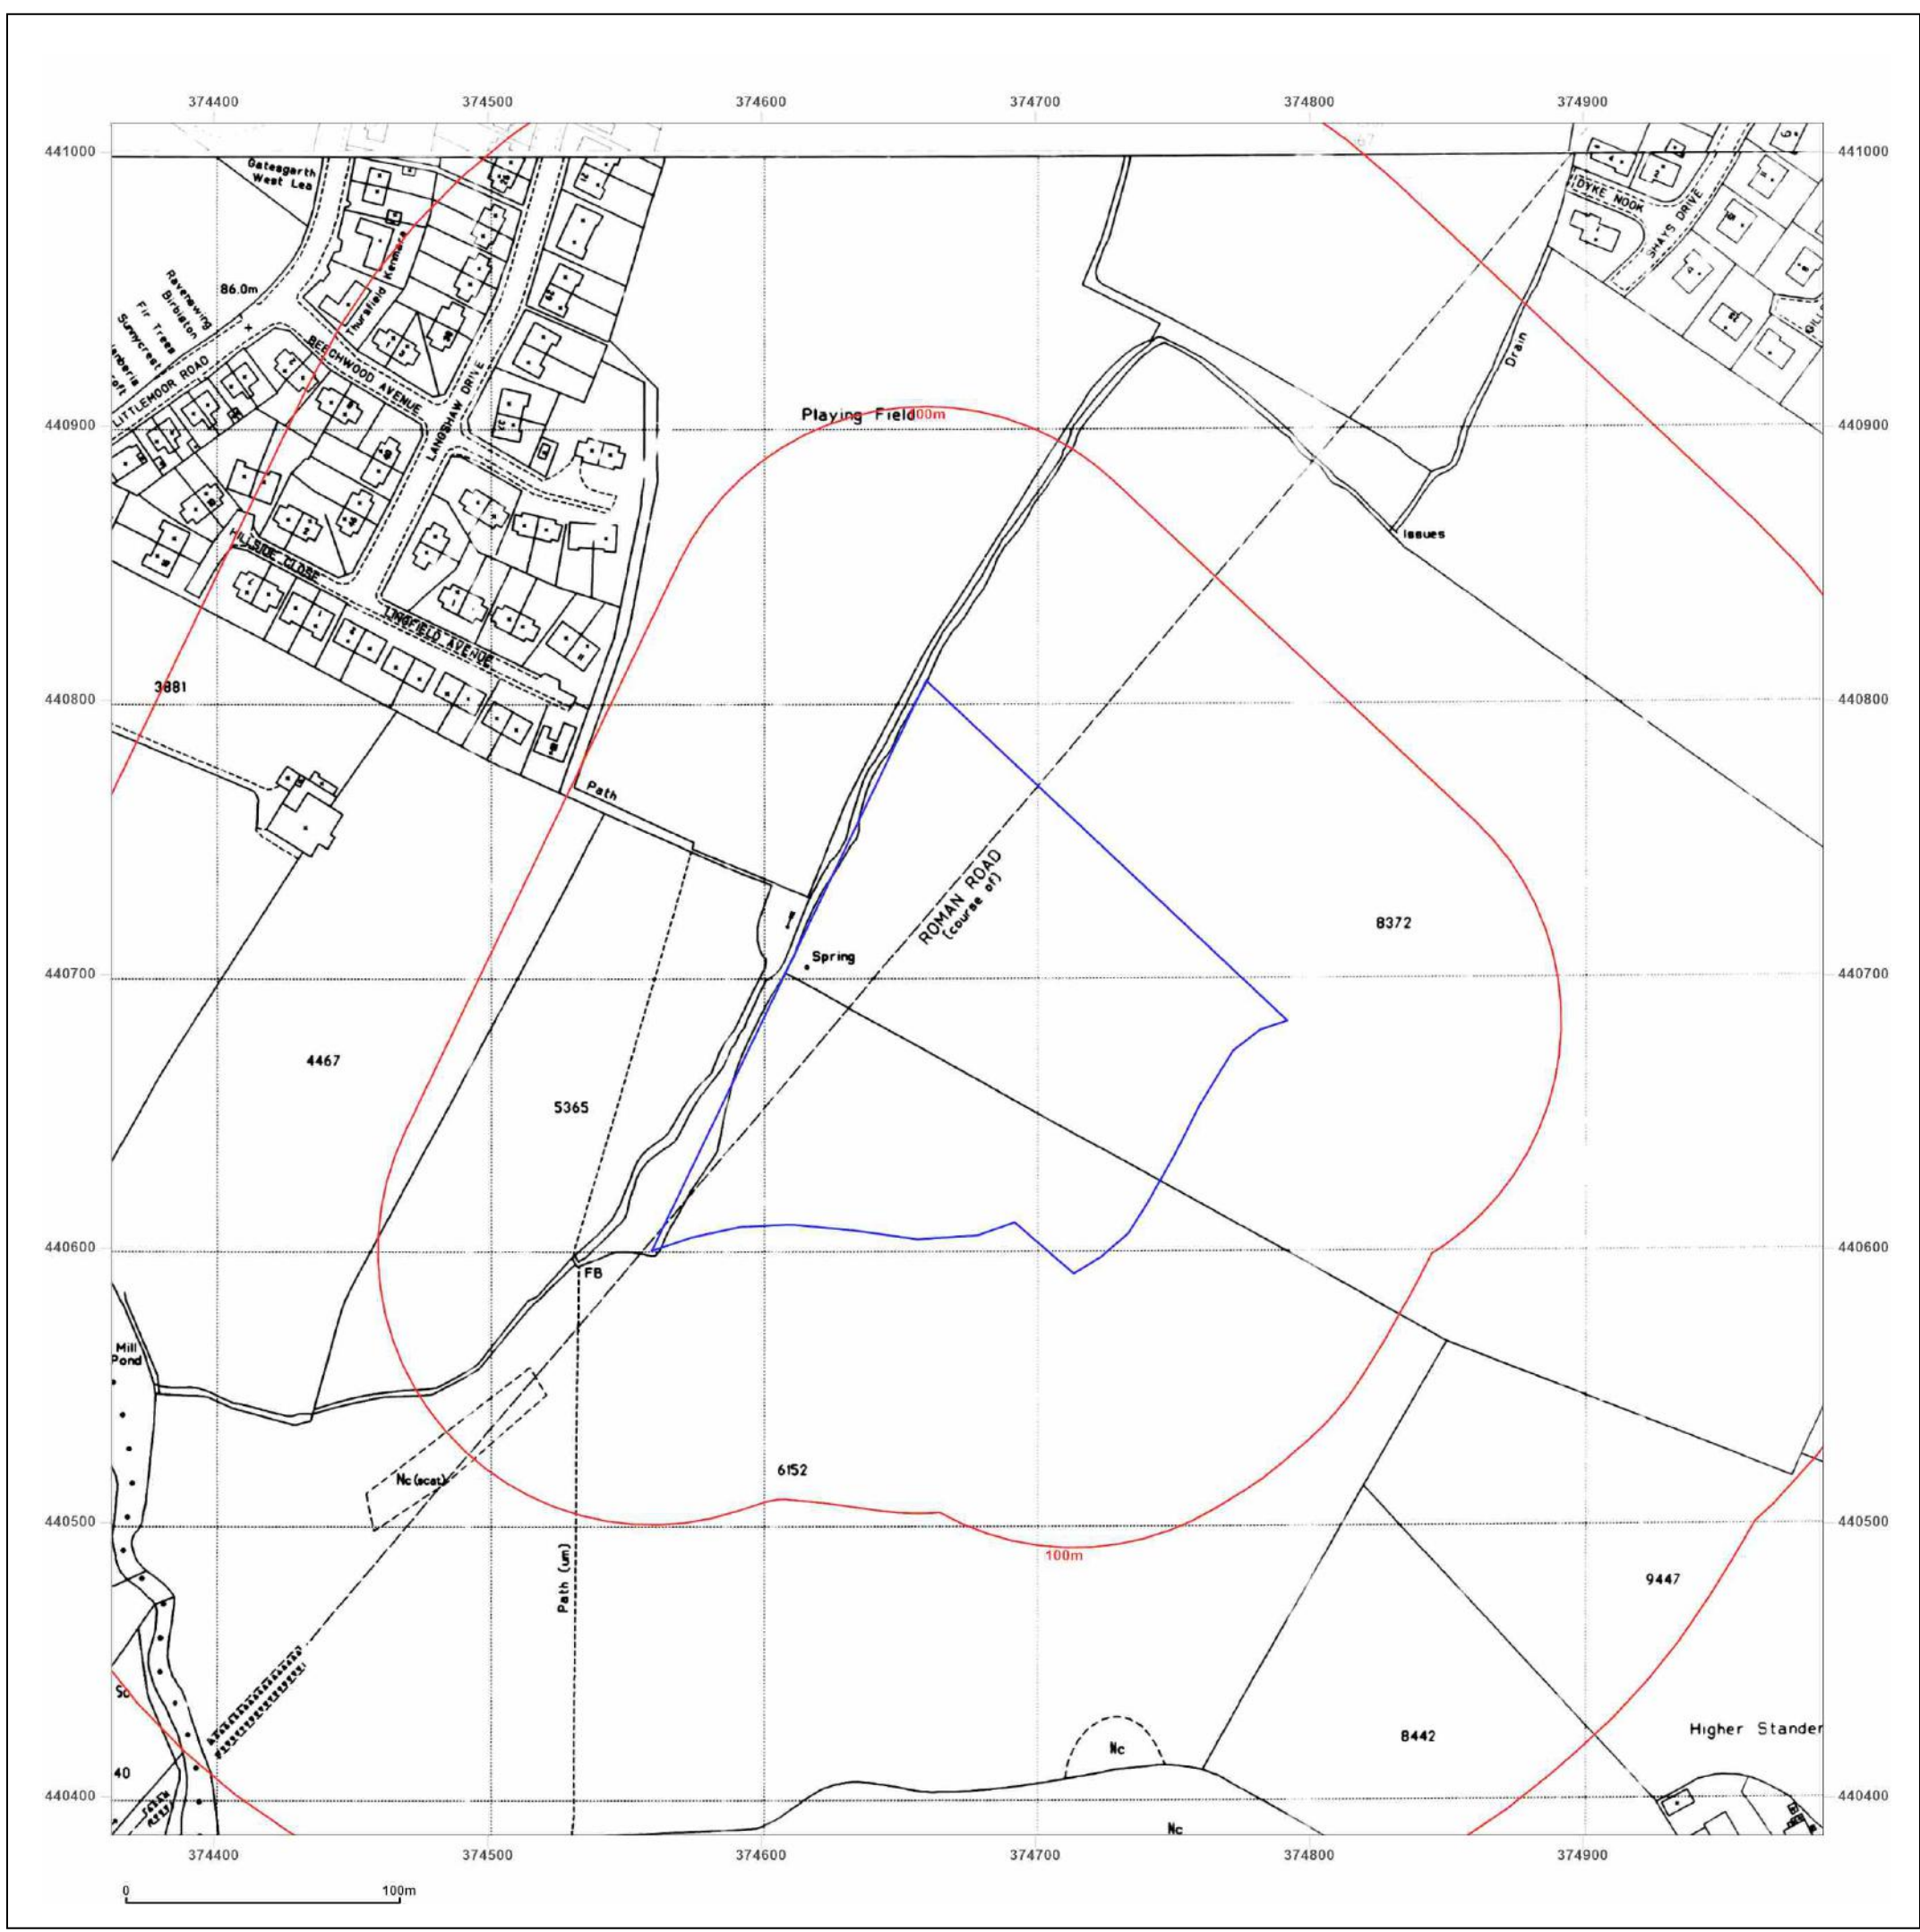 374400 374500 374600 374700 374800 374900
441000 441000
Gatesgarth
West Lea
DYKE NOOK
SHAYS DRIVE
Kenmare
Thursfield
86.0m
Ravenswing
Birbiston
Fir Trees
Sunnycrest
LITTLEMOOR ROAD
BEECHWOOD AVENUE
LANGSHAW DRIVE
Drain
Playing Field
100m
440900 440900
Issues
HILLSIDE CLOSE
LINGFIELD AVENUE
3881
440800 440800
Path
ROMAN ROAD
(course of)
8372
Spring
440700 440700
4467
5365
440600 440600
FB
Mill
Pond
Nc (scat)
6152
440500 440500
100m
Path (um)
9447
8442
Higher Stander
Nc
40
440400 440400
Nc
374400 374500 374600 374700 374800 374900
0 100m